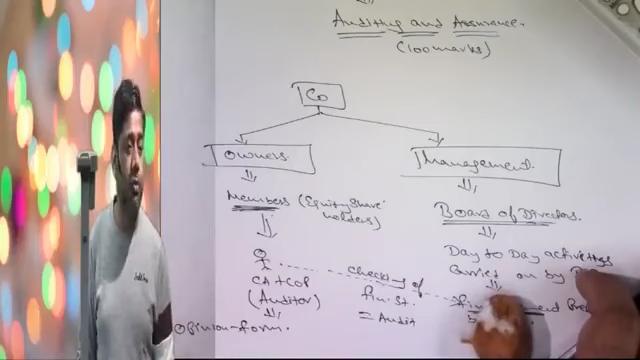 Auditing and Assurance.
(100 marks)
Co
Owners
Management
Members (Equity Share holders)
Board of Directors.
Day to Day activities
Carried on by
CA + COP
(Auditor)
Checking of
fin. st.
= Audit
Opinion form.